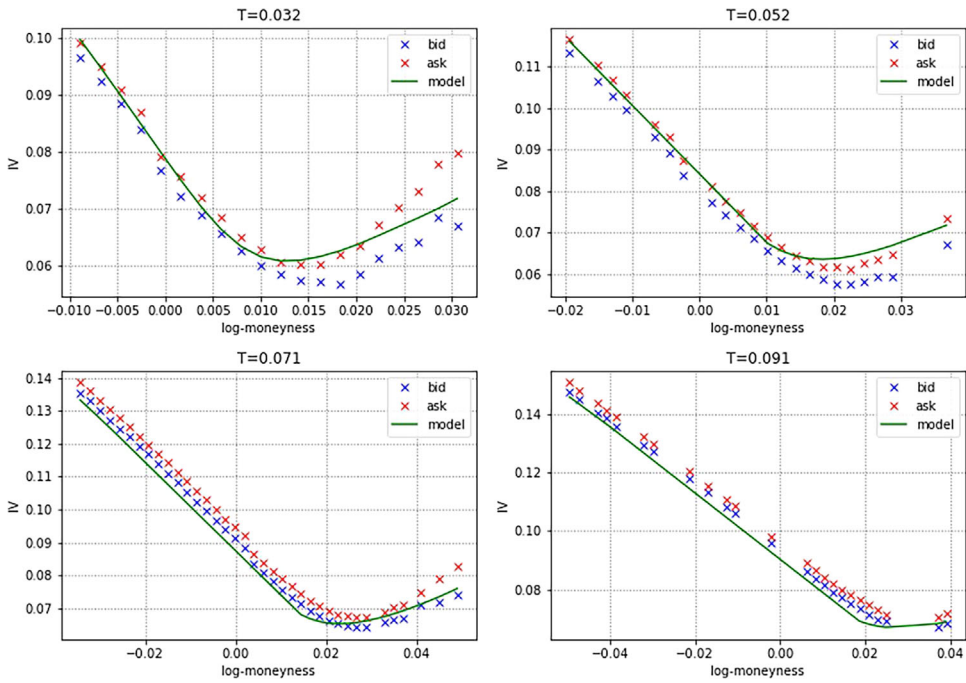 T=0.032
0.10
0.09
0.08
0.07
0.06
IV
bid
ask
model
−0.010 −0.005 0.000 0.005 0.010 0.015 0.020 0.025 0.030
log-moneyness
T=0.052
0.11
0.10
0.09
0.08
0.07
0.06
IV
bid
ask
model
−0.02 −0.01 0.00 0.01 0.02 0.03
log-moneyness
T=0.071
0.14
0.13
0.12
0.11
0.10
0.09
0.08
0.07
IV
bid
ask
model
−0.02 0.00 0.02 0.04
log-moneyness
T=0.091
0.14
0.12
0.10
0.08
IV
bid
ask
model
−0.04 −0.02 0.00 0.02 0.04
log-moneyness